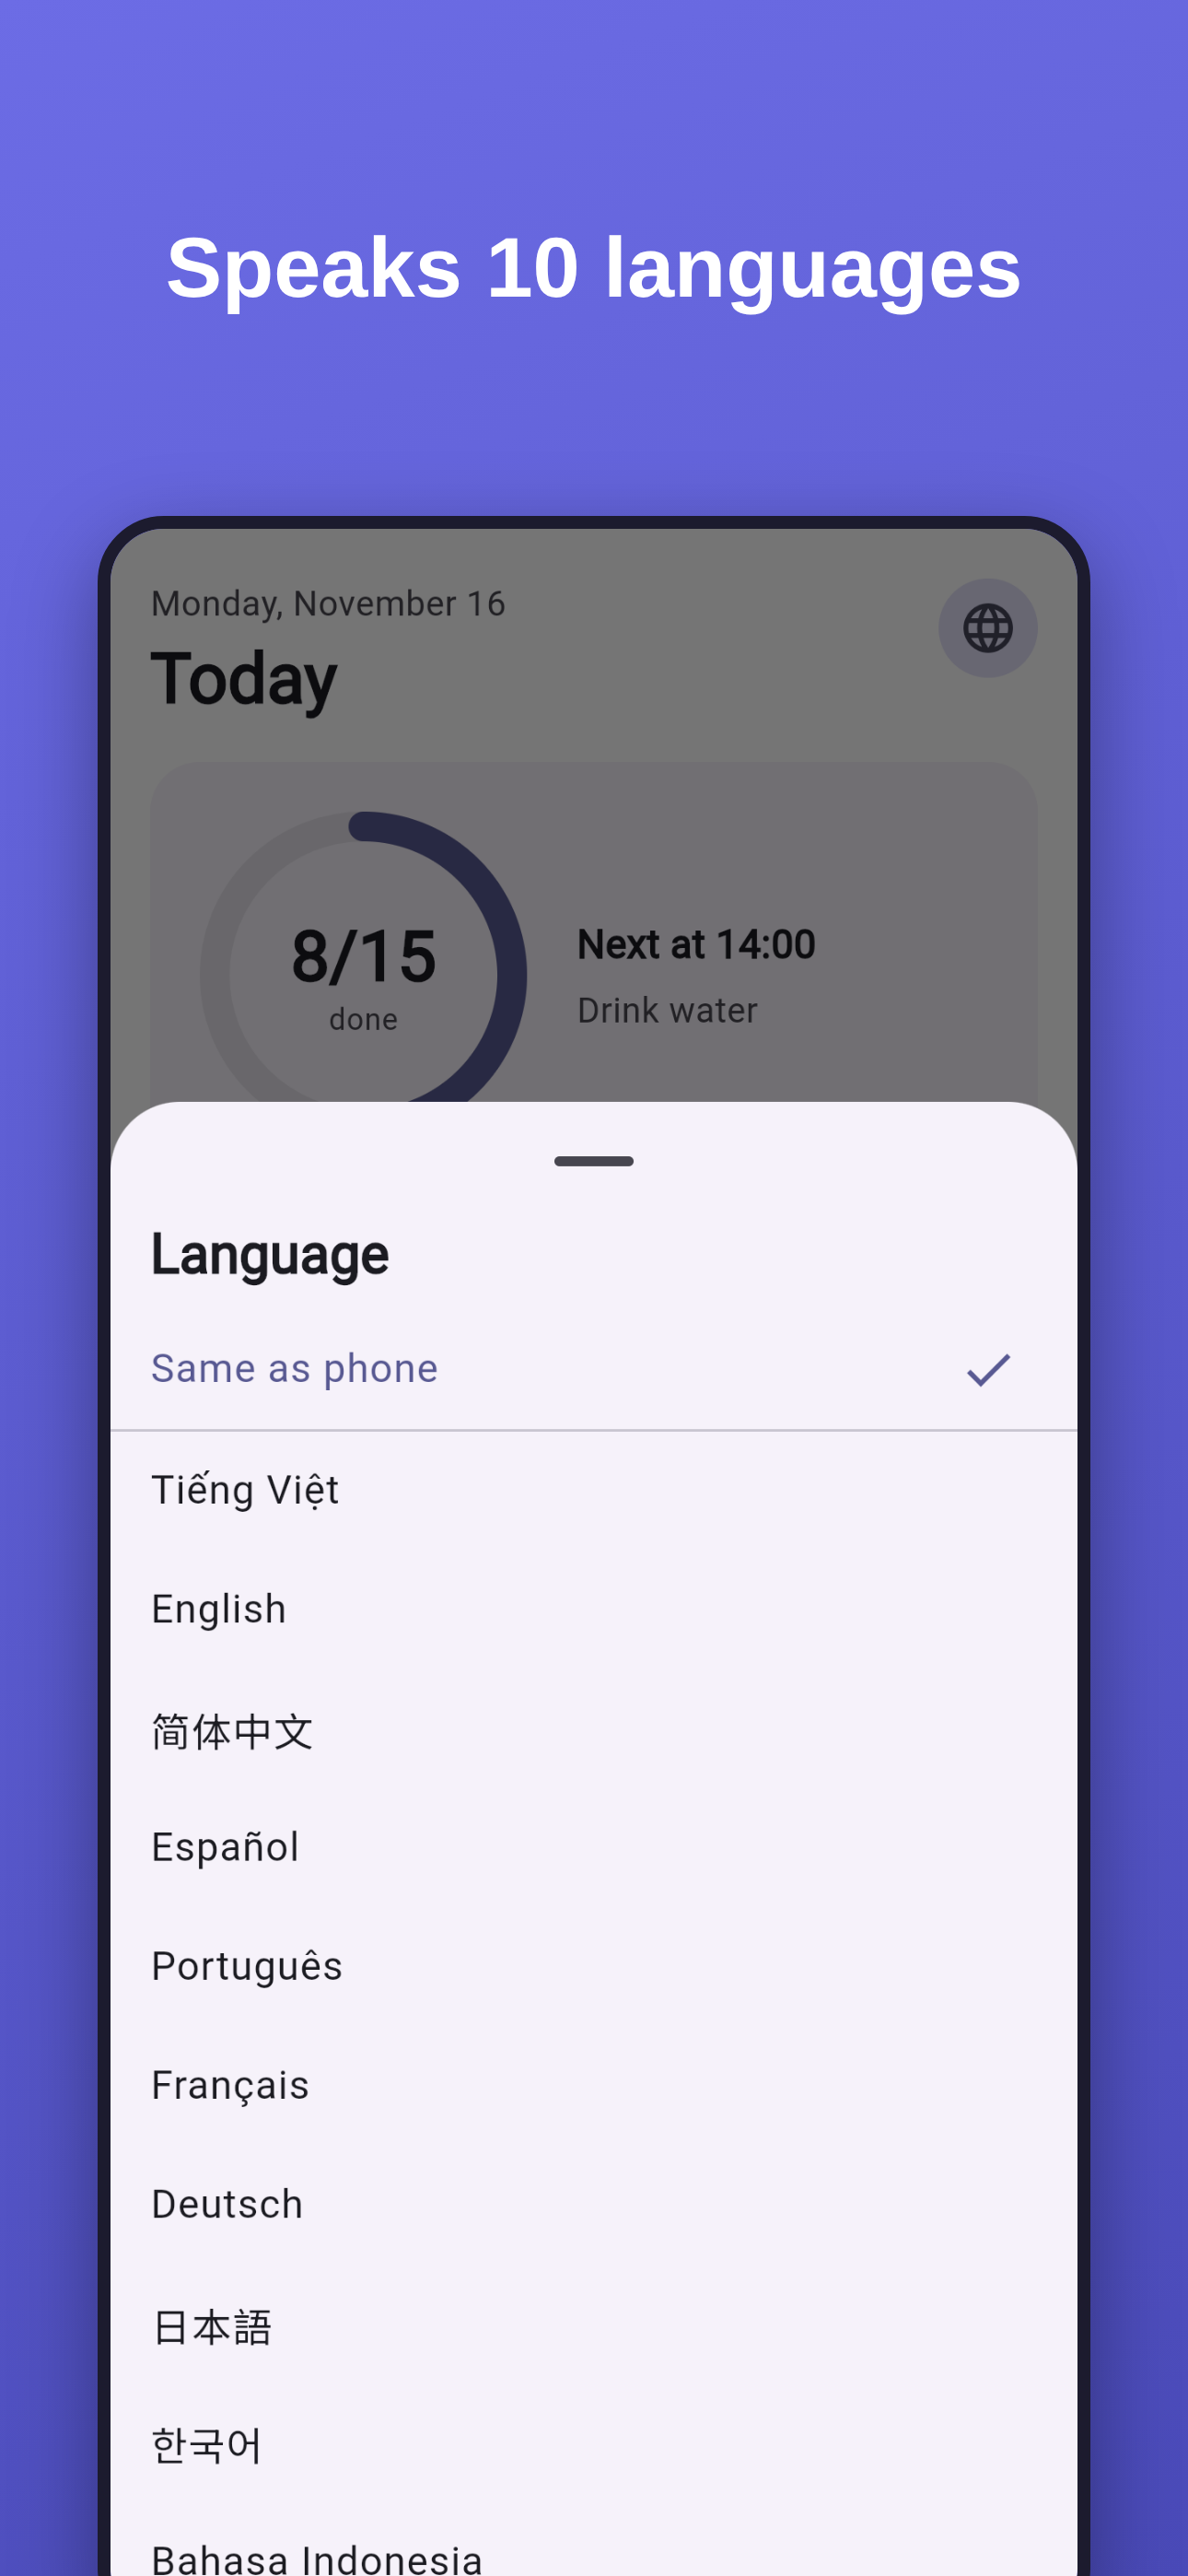 Speaks 10 languages
Monday, November 16
Today
8/15
done
Next at 14:00
Drink water
Language
Same as phone
Tiếng Việt
English
简体中文
Español
Português
Français
Deutsch
日本語
한국어
Bahasa Indonesia